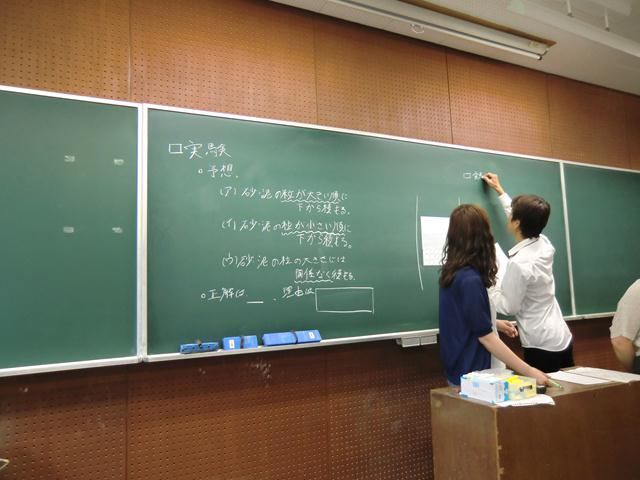 □実験
○予想.
(ア)砂・泥の粒が大きい順に
下から積もる.
(イ)砂・泥の粒が小さい順に
下から積もる。
(ウ)砂・泥の粒の大きさには
関係なく積もる.
○正解は __ 、理由は